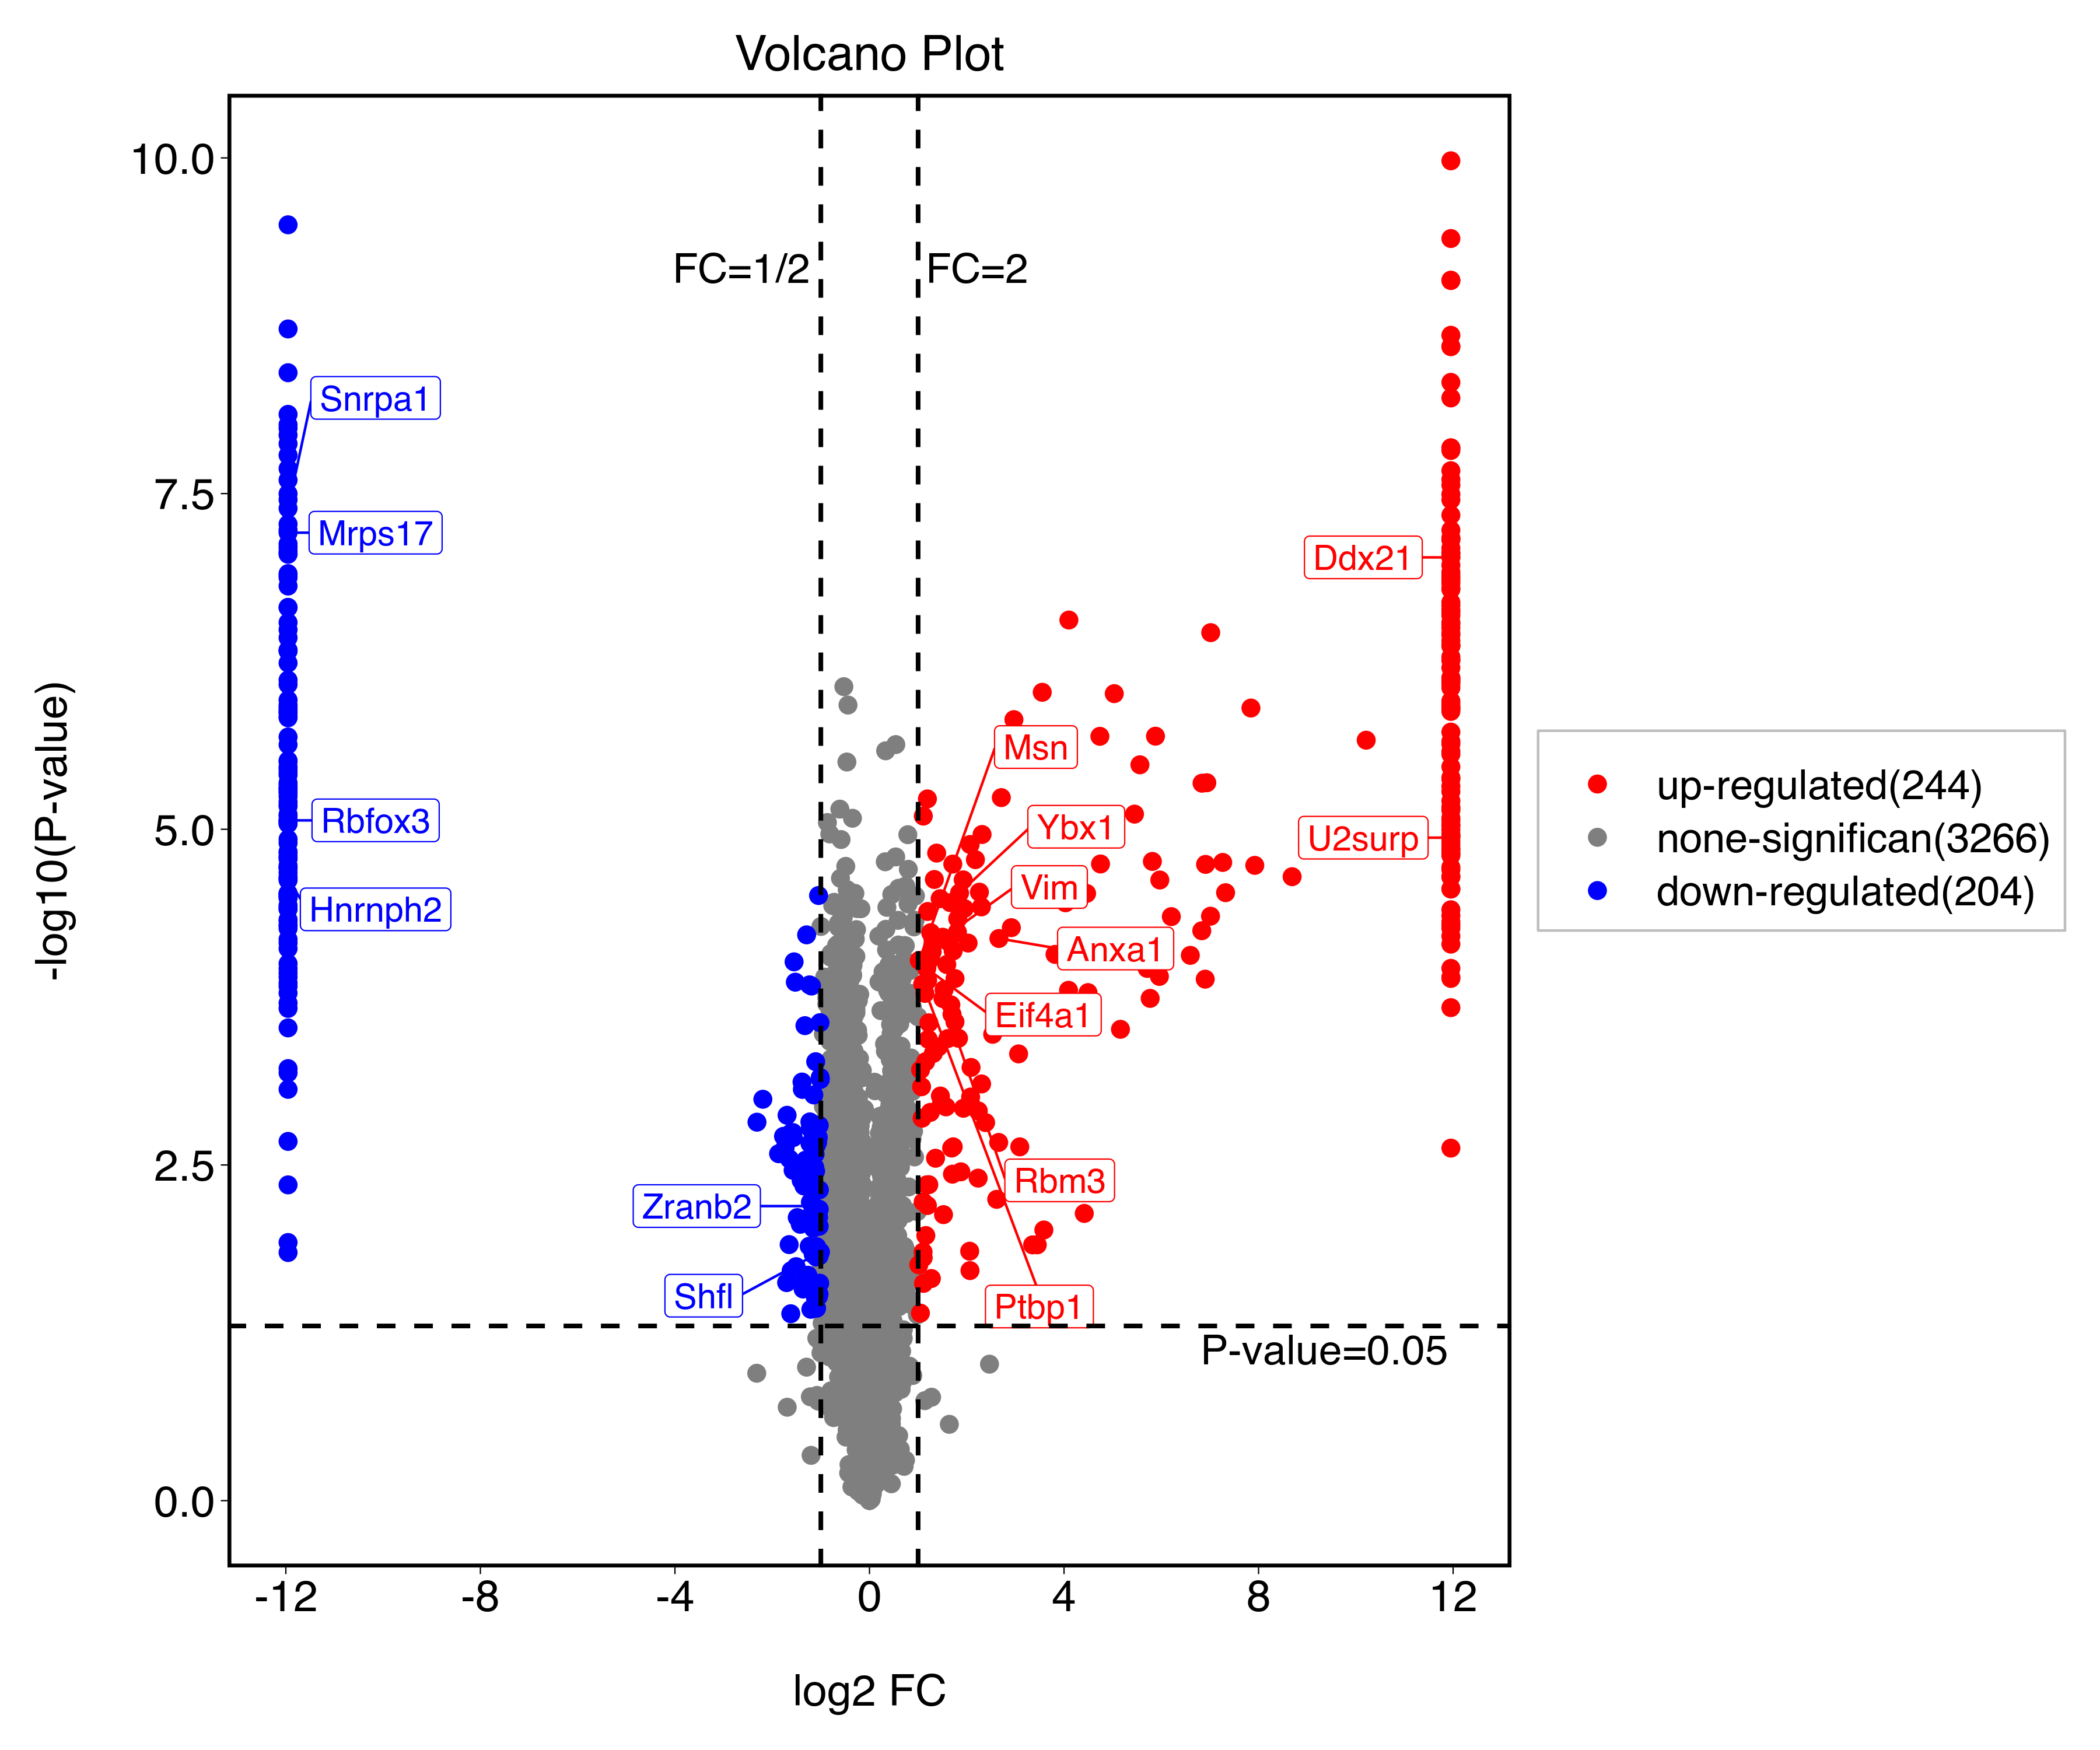 Volcano Plot
10.0
7.5
5.0
2.5
0.0
-log10(P-value)
FC=1/2
FC=2
Snrpa1
Mrps17
Rbfox3
Hnrnph2
Zranb2
Shfl
Ddx21
U2surp
Msn
Ybx1
Vim
Anxa1
Eif4a1
Rbm3
Ptbp1
P-value=0.05
up-regulated(244)
none-significan(3266)
down-regulated(204)
-12 -8 -4 0 4 8 12
log2 FC